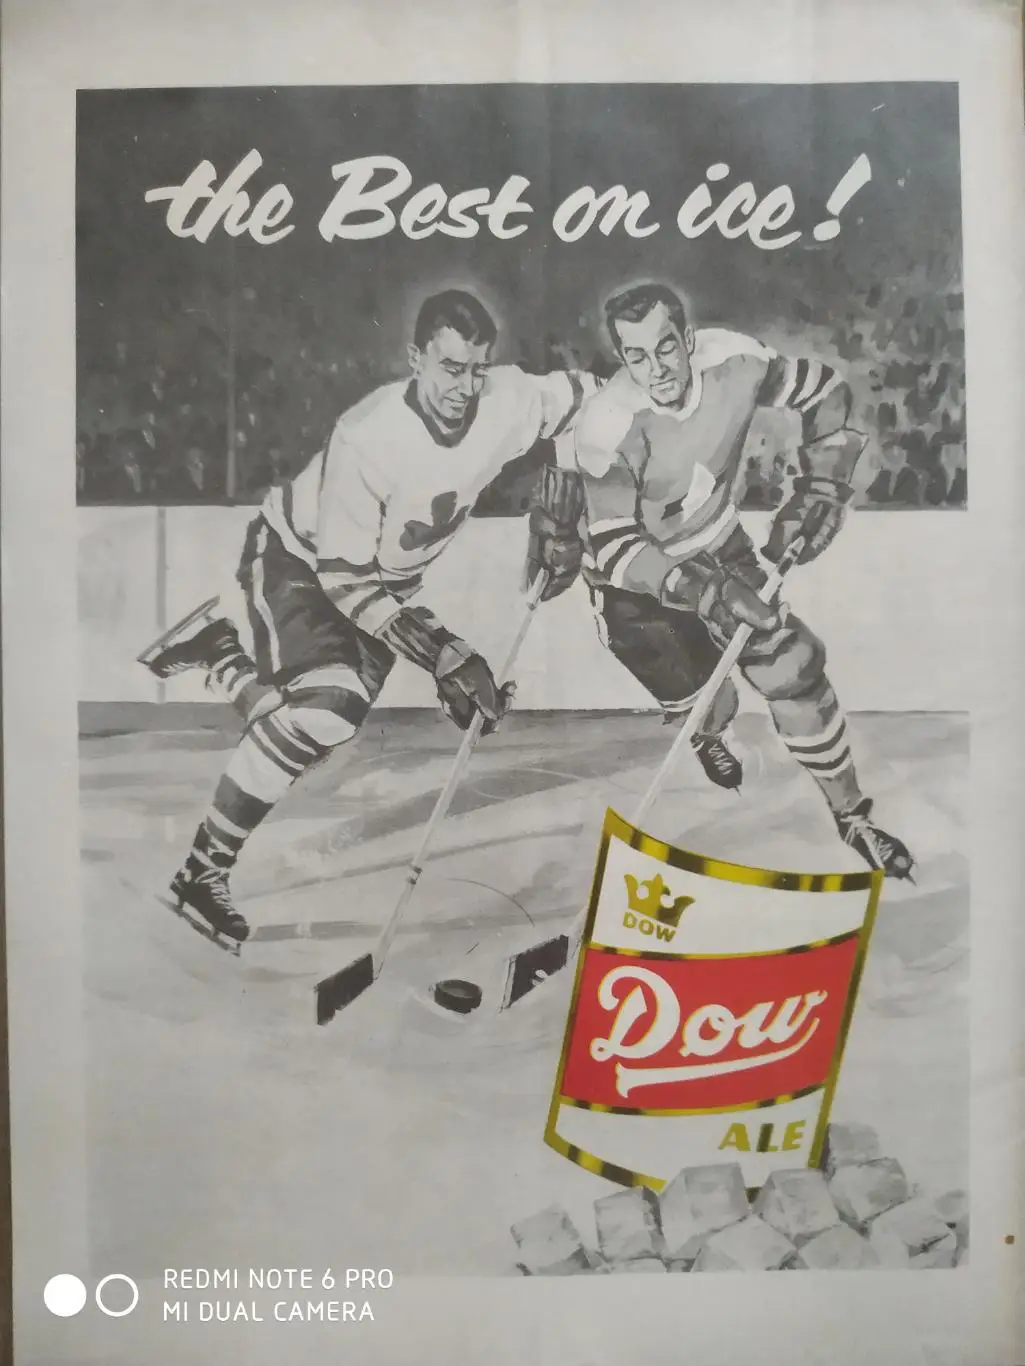 the Best on ice!
DOW
Dow
ALE
REDMI NOTE 6 PRO
MI DUAL CAMERA